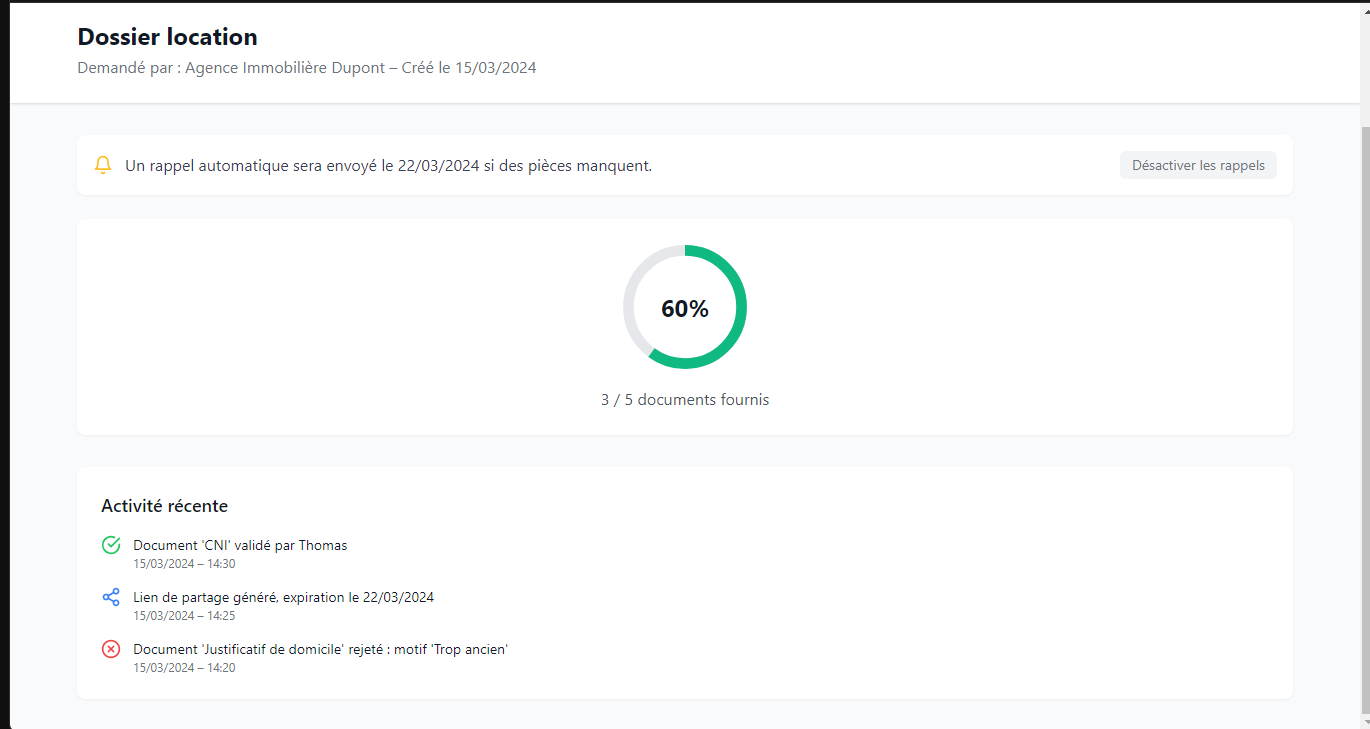 Dossier location
Demandé par : Agence Immobilière Dupont – Créé le 15/03/2024
Un rappel automatique sera envoyé le 22/03/2024 si des pièces manquent.
Désactiver les rappels
60%
3 / 5 documents fournis
Activité récente
Document 'CNI' validé par Thomas
15/03/2024 – 14:30
Lien de partage généré, expiration le 22/03/2024
15/03/2024 – 14:25
Document 'Justificatif de domicile' rejeté : motif 'Trop ancien'
15/03/2024 – 14:20